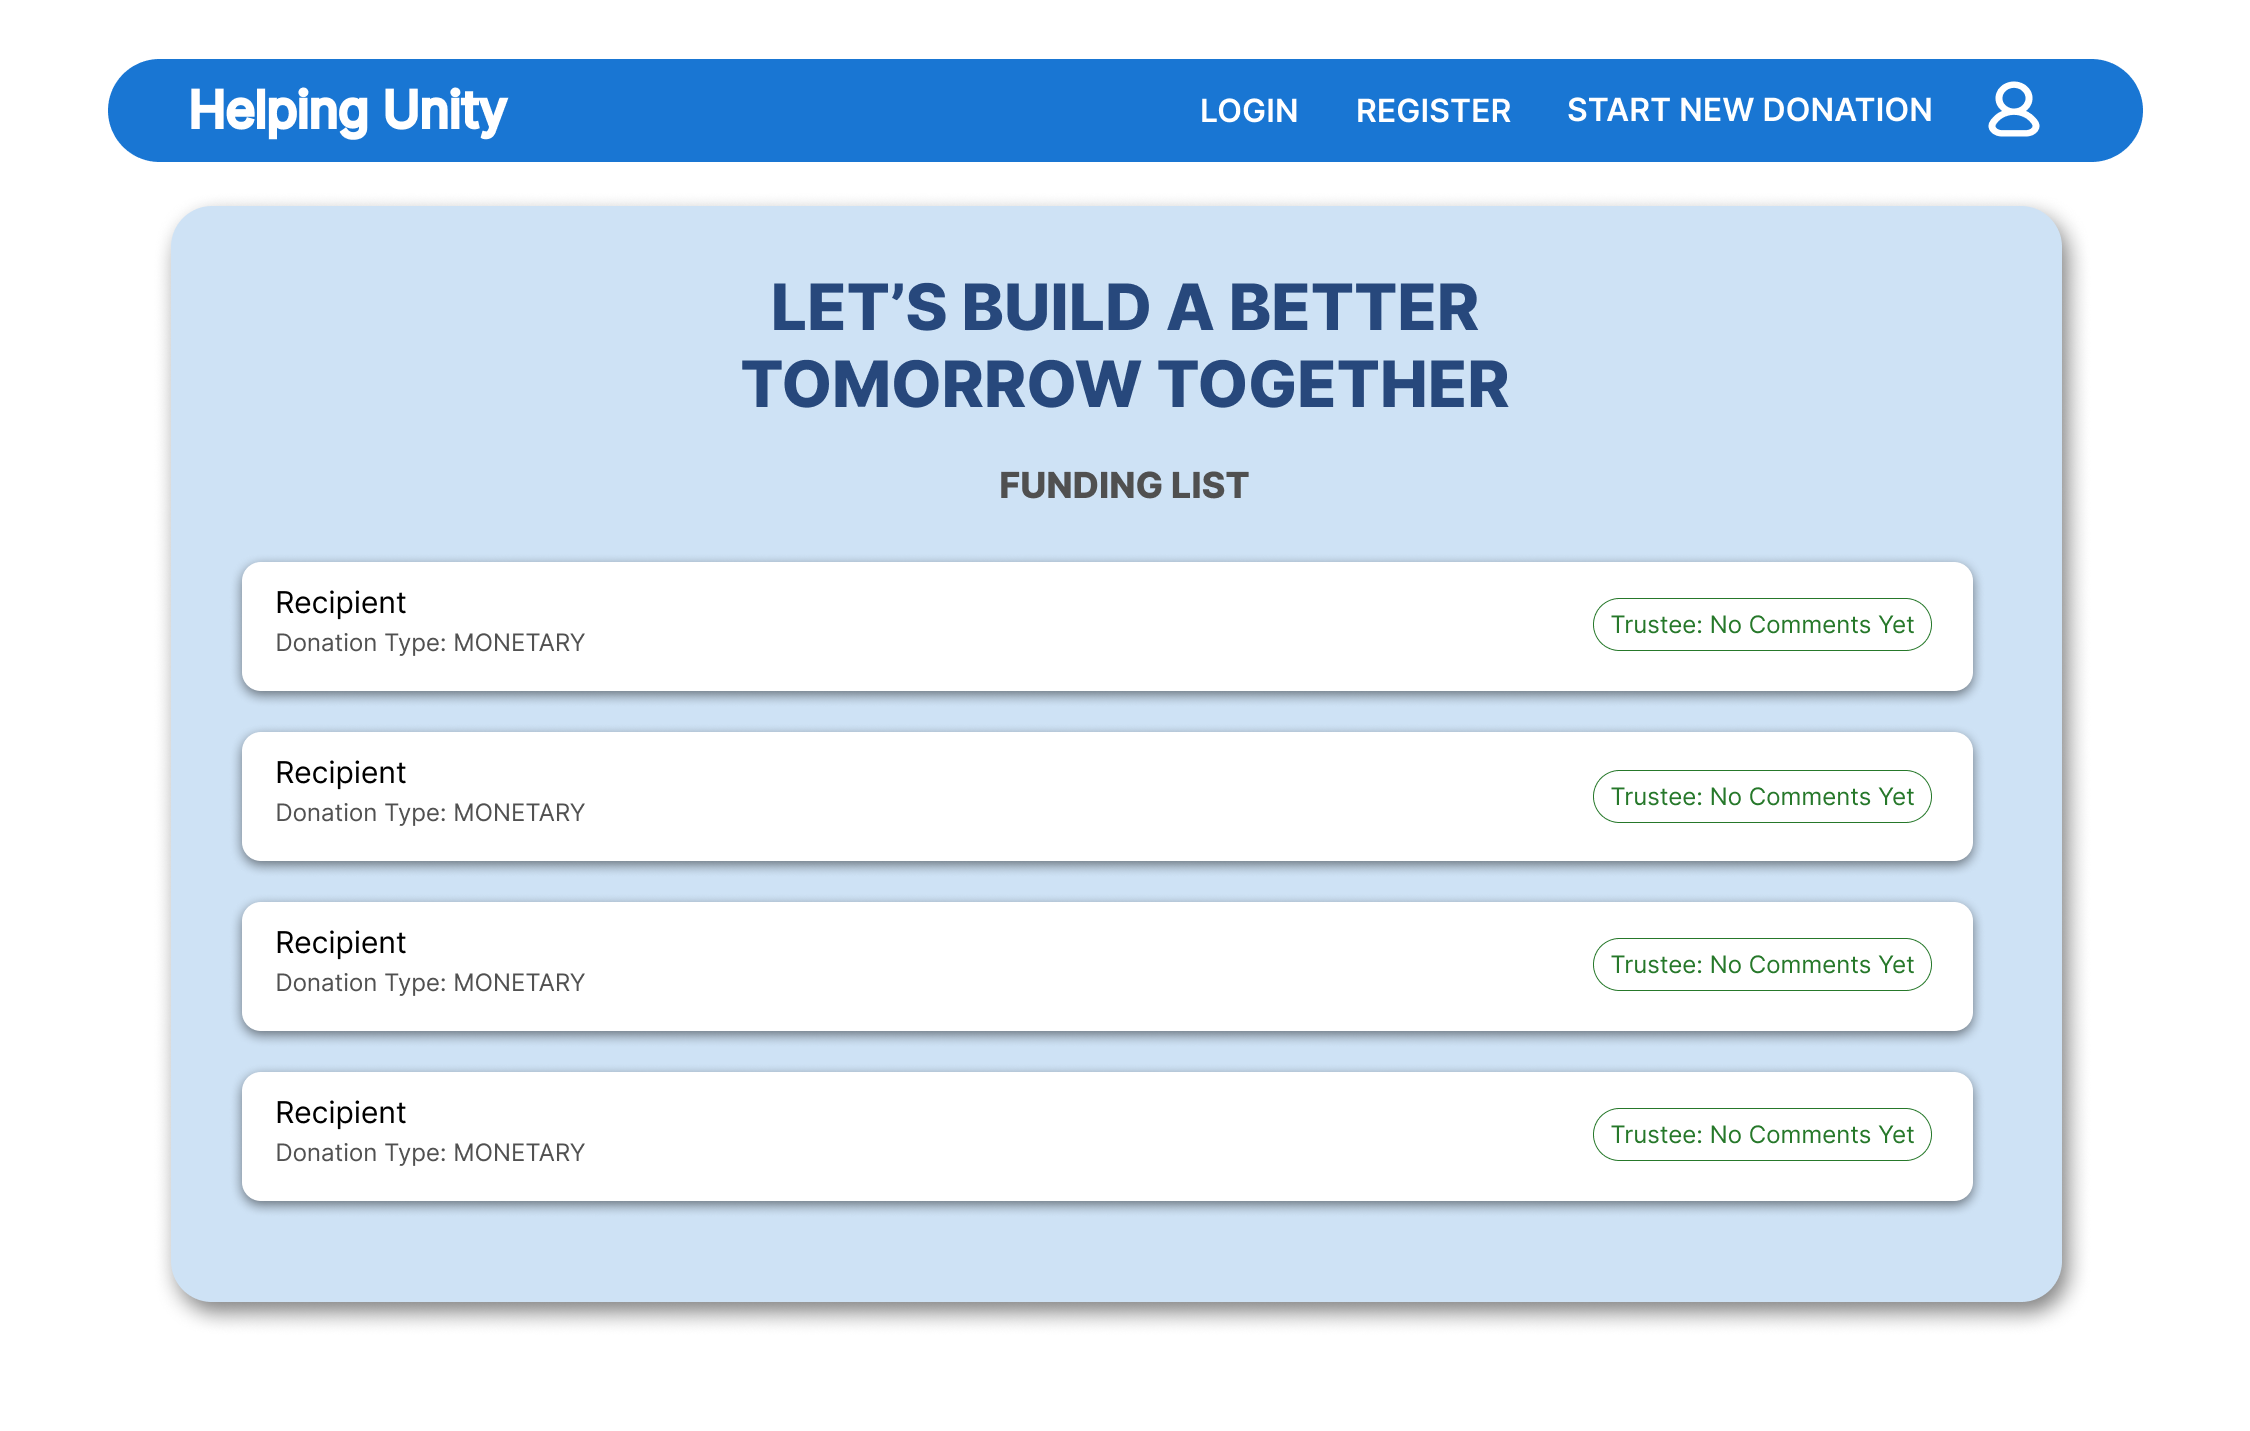 Helping Unity
LOGIN REGISTER START NEW DONATION
LET’S BUILD A BETTER
TOMORROW TOGETHER
FUNDING LIST
Recipient
Donation Type: MONETARY
Trustee: No Comments Yet
Recipient
Donation Type: MONETARY
Trustee: No Comments Yet
Recipient
Donation Type: MONETARY
Trustee: No Comments Yet
Recipient
Donation Type: MONETARY
Trustee: No Comments Yet